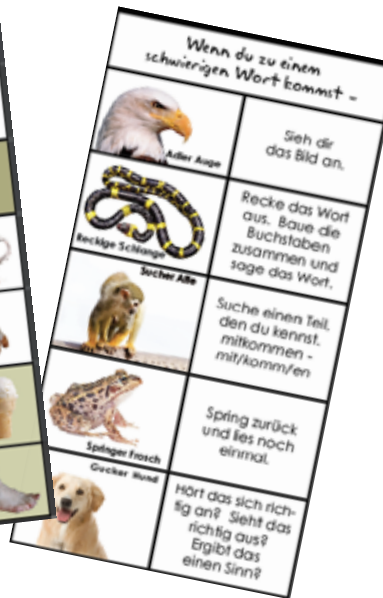 Wenn du zu einem
schwierigen Wort kommst -
Adler Auge
Sieh dir
das Bild an.
Reckige Schlange
Recke das Wort
aus. Baue die
Buchstaben
zusammen und
sage das Wort.
Sucher Affe
Suche einen Teil,
den du kennst.
mitkommen -
mit/komm/en
Springer Frosch
Spring zurück
und lies noch
einmal.
Gucker Hund
Hört das sich rich-
tig an? Sieht das
richtig aus?
Ergibt das
einen Sinn?